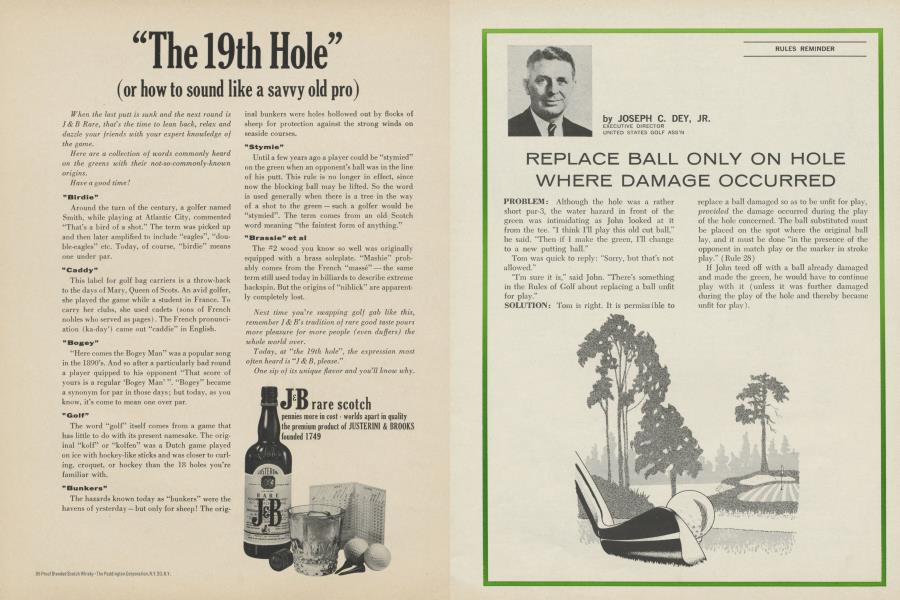 “The 19th Hole”
(or how to sound like a savvy old pro)
When the last putt is sunk and the next round is
J & B Rare, that's the time to lean back, relax and
dazzle your friends with your expert knowledge of
the game.
Here are a collection of words commonly heard
on the greens with their not-so-commonly-known
origins.
Have a good time!
"Birdie"
Around the turn of the century, a golfer named
Smith, while playing at Atlantic City, commented
“That's a bird of a shot.” The term was picked up
and then later amplified to include “eagles”, “dou-
ble-eagles” etc. Today, of course, “birdie” means
one under par.
"Caddy"
This label for golf bag carriers is a throw-back
to the days of Mary, Queen of Scots. An avid golfer,
she played the game while a student in France. To
carry her clubs, she used cadets (sons of French
nobles who served as pages). The French pronunci-
ation (ka-day') came out “caddie” in English.
"Bogey"
“Here comes the Bogey Man” was a popular song
in the 1890's. And so after a particularly bad round
a player quipped to his opponent “That score of
yours is a regular ‘Bogey Man’ ”. “Bogey” became
a synonym for par in those days; but today, as you
know, it's come to mean one over par.
"Golf"
The word “golf” itself comes from a game that
has little to do with its present namesake. The orig-
inal “kolf” or “kolfen” was a Dutch game played
on ice with hockey-like sticks and was closer to curl-
ing, croquet, or hockey than the 18 holes you're
familiar with.
"Bunkers"
The hazards known today as “bunkers” were the
havens of yesterday — but only for sheep! The orig-
inal bunkers were holes hollowed out by flocks of
sheep for protection against the strong winds on
seaside courses.
"Stymie"
Until a few years ago a player could be “stymied”
on the green when an opponent's ball was in the line
of his putt. This rule is no longer in effect, since
now the blocking ball may be lifted. So the word
is used generally when there is a tree in the way
of a shot to the green — such a golfer would be
“stymied”. The term comes from an old Scotch
word meaning “the faintest form of anything.”
"Brassie" et al
The #2 wood you know so well was originally
equipped with a brass soleplate. “Mashie” prob-
ably comes from the French “massé” — the same
term still used today in billiards to describe extreme
backspin. But the origins of “niblick” are apparent-
ly completely lost.
Next time you're swapping golf gab like this,
remember J & B's tradition of rare good taste pours
more pleasure for more people (even duffers) the
whole world over.
Today, at “the 19th hole”, the expression most
often heard is “J & B, please.”
One sip of its unique flavor and you'll know why.
J&B rare scotch
pennies more in cost · worlds apart in quality
the premium product of JUSTERINI & BROOKS
founded 1749
RARE
J&B
86 Proof Blended Scotch Whisky • The Paddington Corporation, N.Y. 20, N.Y.
RULES REMINDER
by JOSEPH C. DEY, JR.
EXECUTIVE DIRECTOR
UNITED STATES GOLF ASS'N
REPLACE BALL ONLY ON HOLE
WHERE DAMAGE OCCURRED
PROBLEM: Although the hole was a rather
short par-3, the water hazard in front of the
green was intimidating as John looked at it
from the tee. "I think I'll play this old cut ball,"
he said. "Then if I make the green, I'll change
to a new putting ball."
Tom was quick to reply: "Sorry, but that's not
allowed."
"I'm sure it is," said John. "There's something
in the Rules of Golf about replacing a ball unfit
for play."
SOLUTION: Tom is right. It is permissible to
replace a ball damaged so as to be unfit for play,
provided the damage occurred during the play
of the hole concerned. The ball substituted must
be placed on the spot where the original ball
lay, and it must be done "in the presence of the
opponent in match play or the marker in stroke
play." (Rule 28)
If John teed off with a ball already damaged
and made the green, he would have to continue
play with it (unless it was further damaged
during the play of the hole and thereby became
unfit for play).